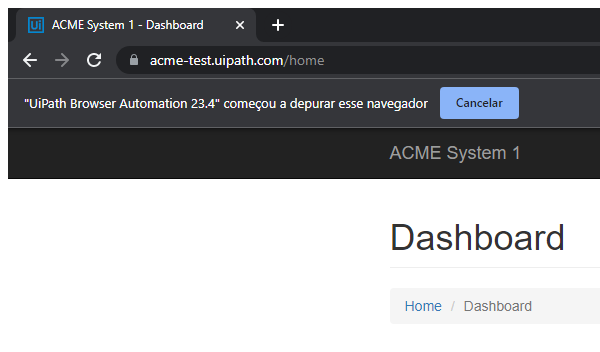 Ui ACME System 1 - Dashboard
acme-test.uipath.com/home
"UiPath Browser Automation 23.4" começou a depurar esse navegador Cancelar
ACME System 1
Dashboard
Home / Dashboard